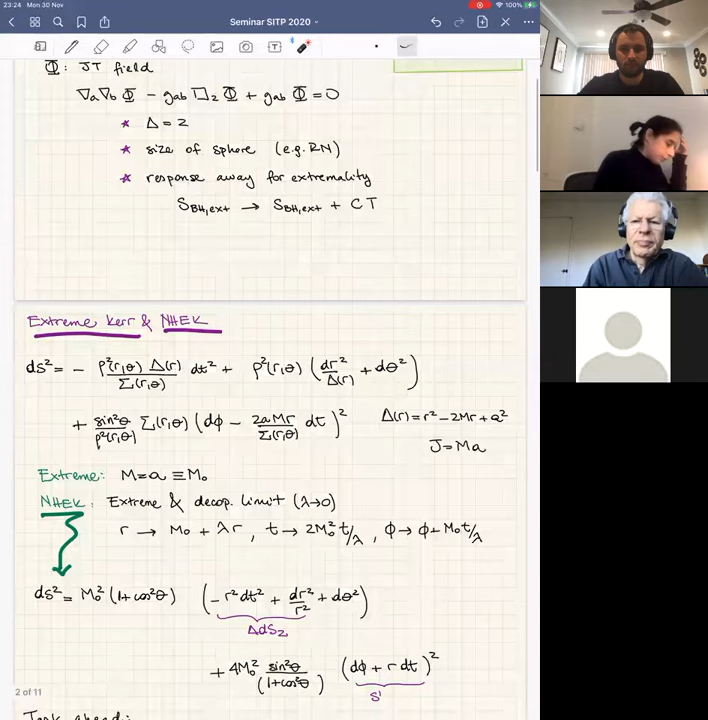 23:24 Mon 30 Nov
100%
Seminar SITP 2020
Φ : JT field
∇a∇b Φ − gab □₂ Φ + gab Φ = 0
* Δ = 2
* size of sphere (e.g. RN)
* response away for extremality
S_BH,ext → S_BH,ext + C T
Extreme Kerr & NHEK
ds² = − ρ²(r,θ) Δ(r) / Σ(r,θ) dt² + ρ²(r,θ) (dr²/Δ(r) + dθ²)
+ sin²θ/ρ²(r,θ) Σ(r,θ) (dϕ − 2aMr/Σ(r,θ) dt)² Δ(r) = r² − 2Mr + a²
J = Ma
Extreme: M = a ≡ M₀
NHEK: Extreme & decop. limit (λ→0)
r → M₀ + λr, t → 2M₀² t/λ, ϕ → ϕ + M₀ t/λ
ds² = M₀² (1 + cos²θ) (−r²dt² + dr²/r² + dθ²)
AdS₂
+ 4M₀² sin²θ/(1+cos²θ) (dϕ + r dt)²
S¹
2 of 11
Task ahead: